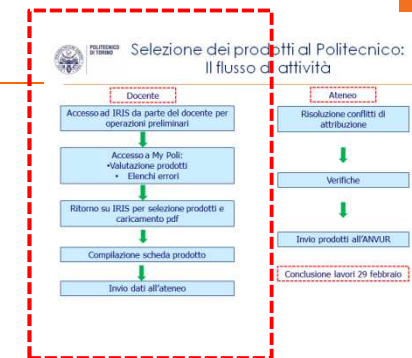 POLITECNICO
DI TORINO
Selezione dei prodotti al Politecnico:
Il flusso di attività
Docente
Accesso ad IRIS da parte del docente per
operazioni preliminari
Accesso a My Poli:
•Valutazione prodotti
• Elenchi errori
Ritorno su IRIS per selezione prodotti e
caricamento pdf
Compilazione scheda prodotto
Invio dati all'ateneo
Ateneo
Risoluzione conflitti di
attribuzione
Verifiche
Invio prodotti all'ANVUR
Conclusione lavori 29 febbraio